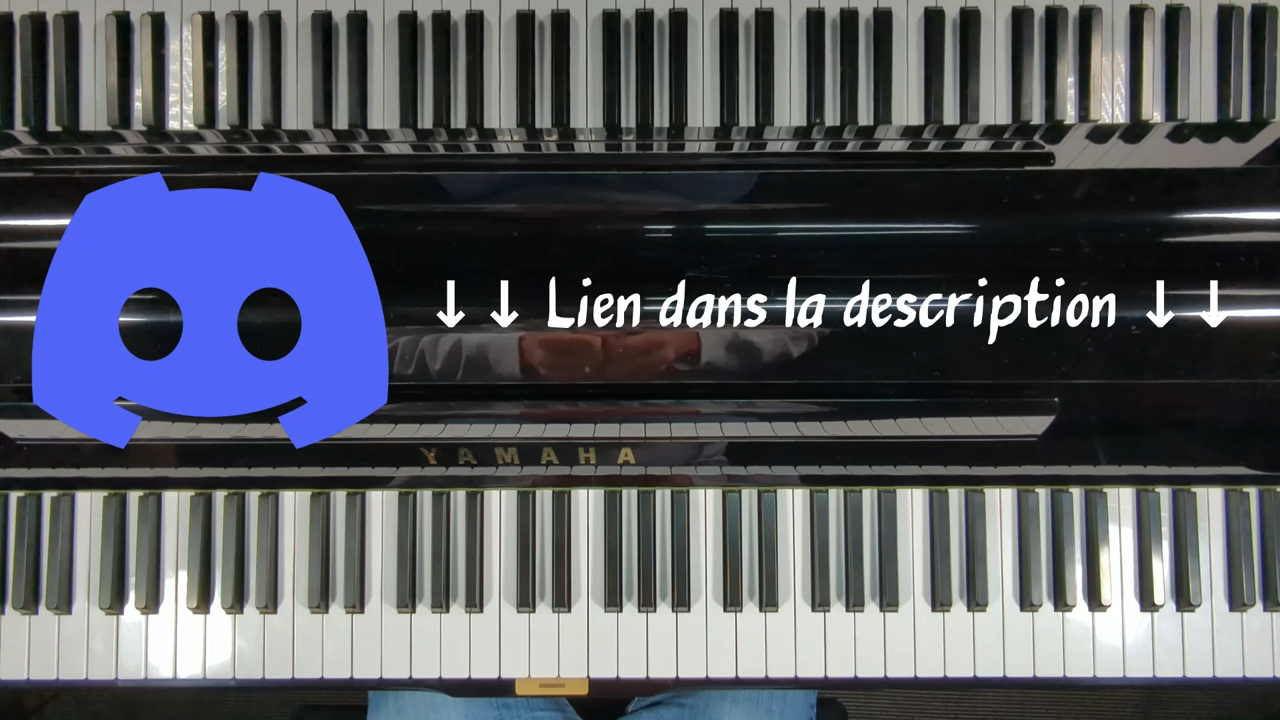 ↓ ↓ Lien dans la description ↓ ↓
YAMAHA